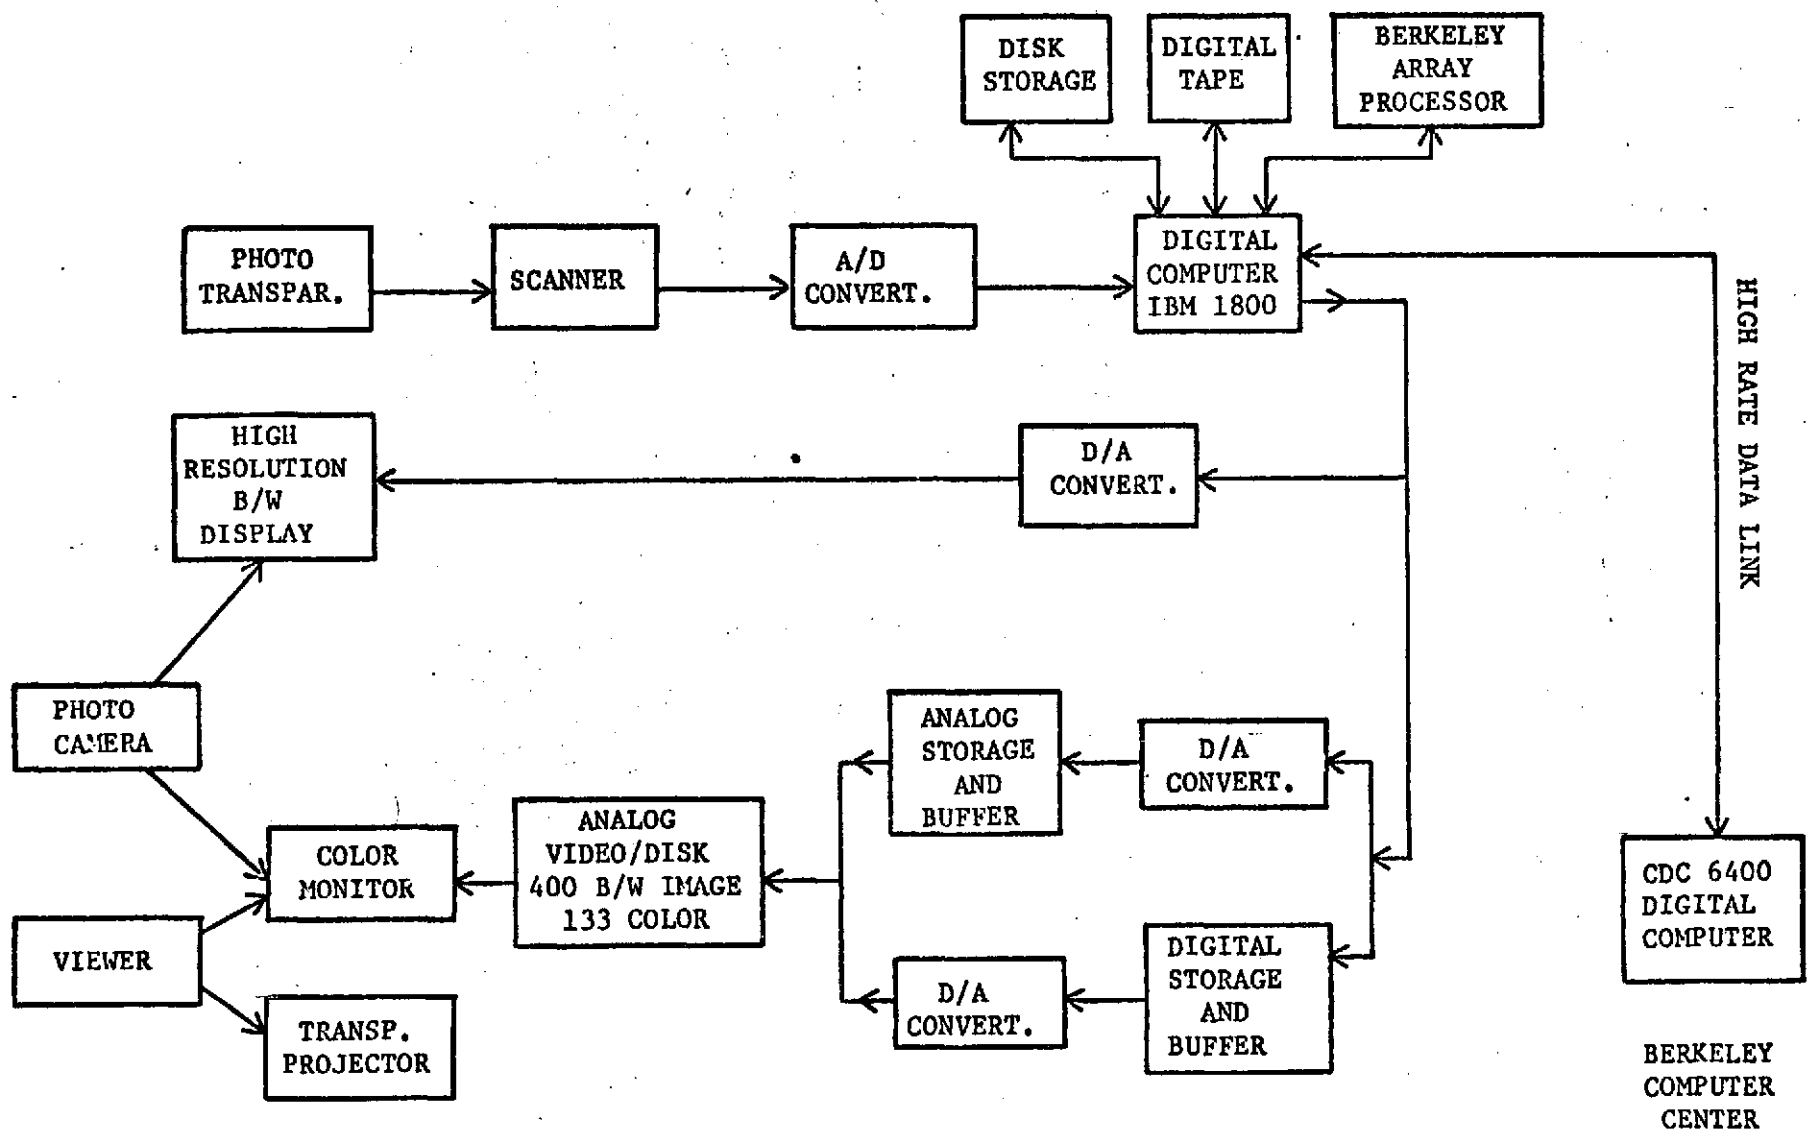 DISK
STORAGE
DIGITAL
TAPE
BERKELEY
ARRAY
PROCESSOR
PHOTO
TRANSPAR.
SCANNER
A/D
CONVERT.
DIGITAL
COMPUTER
IBM 1800
HIGH RATE DATA LINK
HIGH
RESOLUTION
B/W
DISPLAY
D/A
CONVERT.
PHOTO
CAMERA
ANALOG
STORAGE
AND
BUFFER
D/A
CONVERT.
COLOR
MONITOR
ANALOG
VIDEO/DISK
400 B/W IMAGE
133 COLOR
CDC 6400
DIGITAL
COMPUTER
VIEWER
D/A
CONVERT.
DIGITAL
STORAGE
AND
BUFFER
TRANSP.
PROJECTOR
BERKELEY
COMPUTER
CENTER